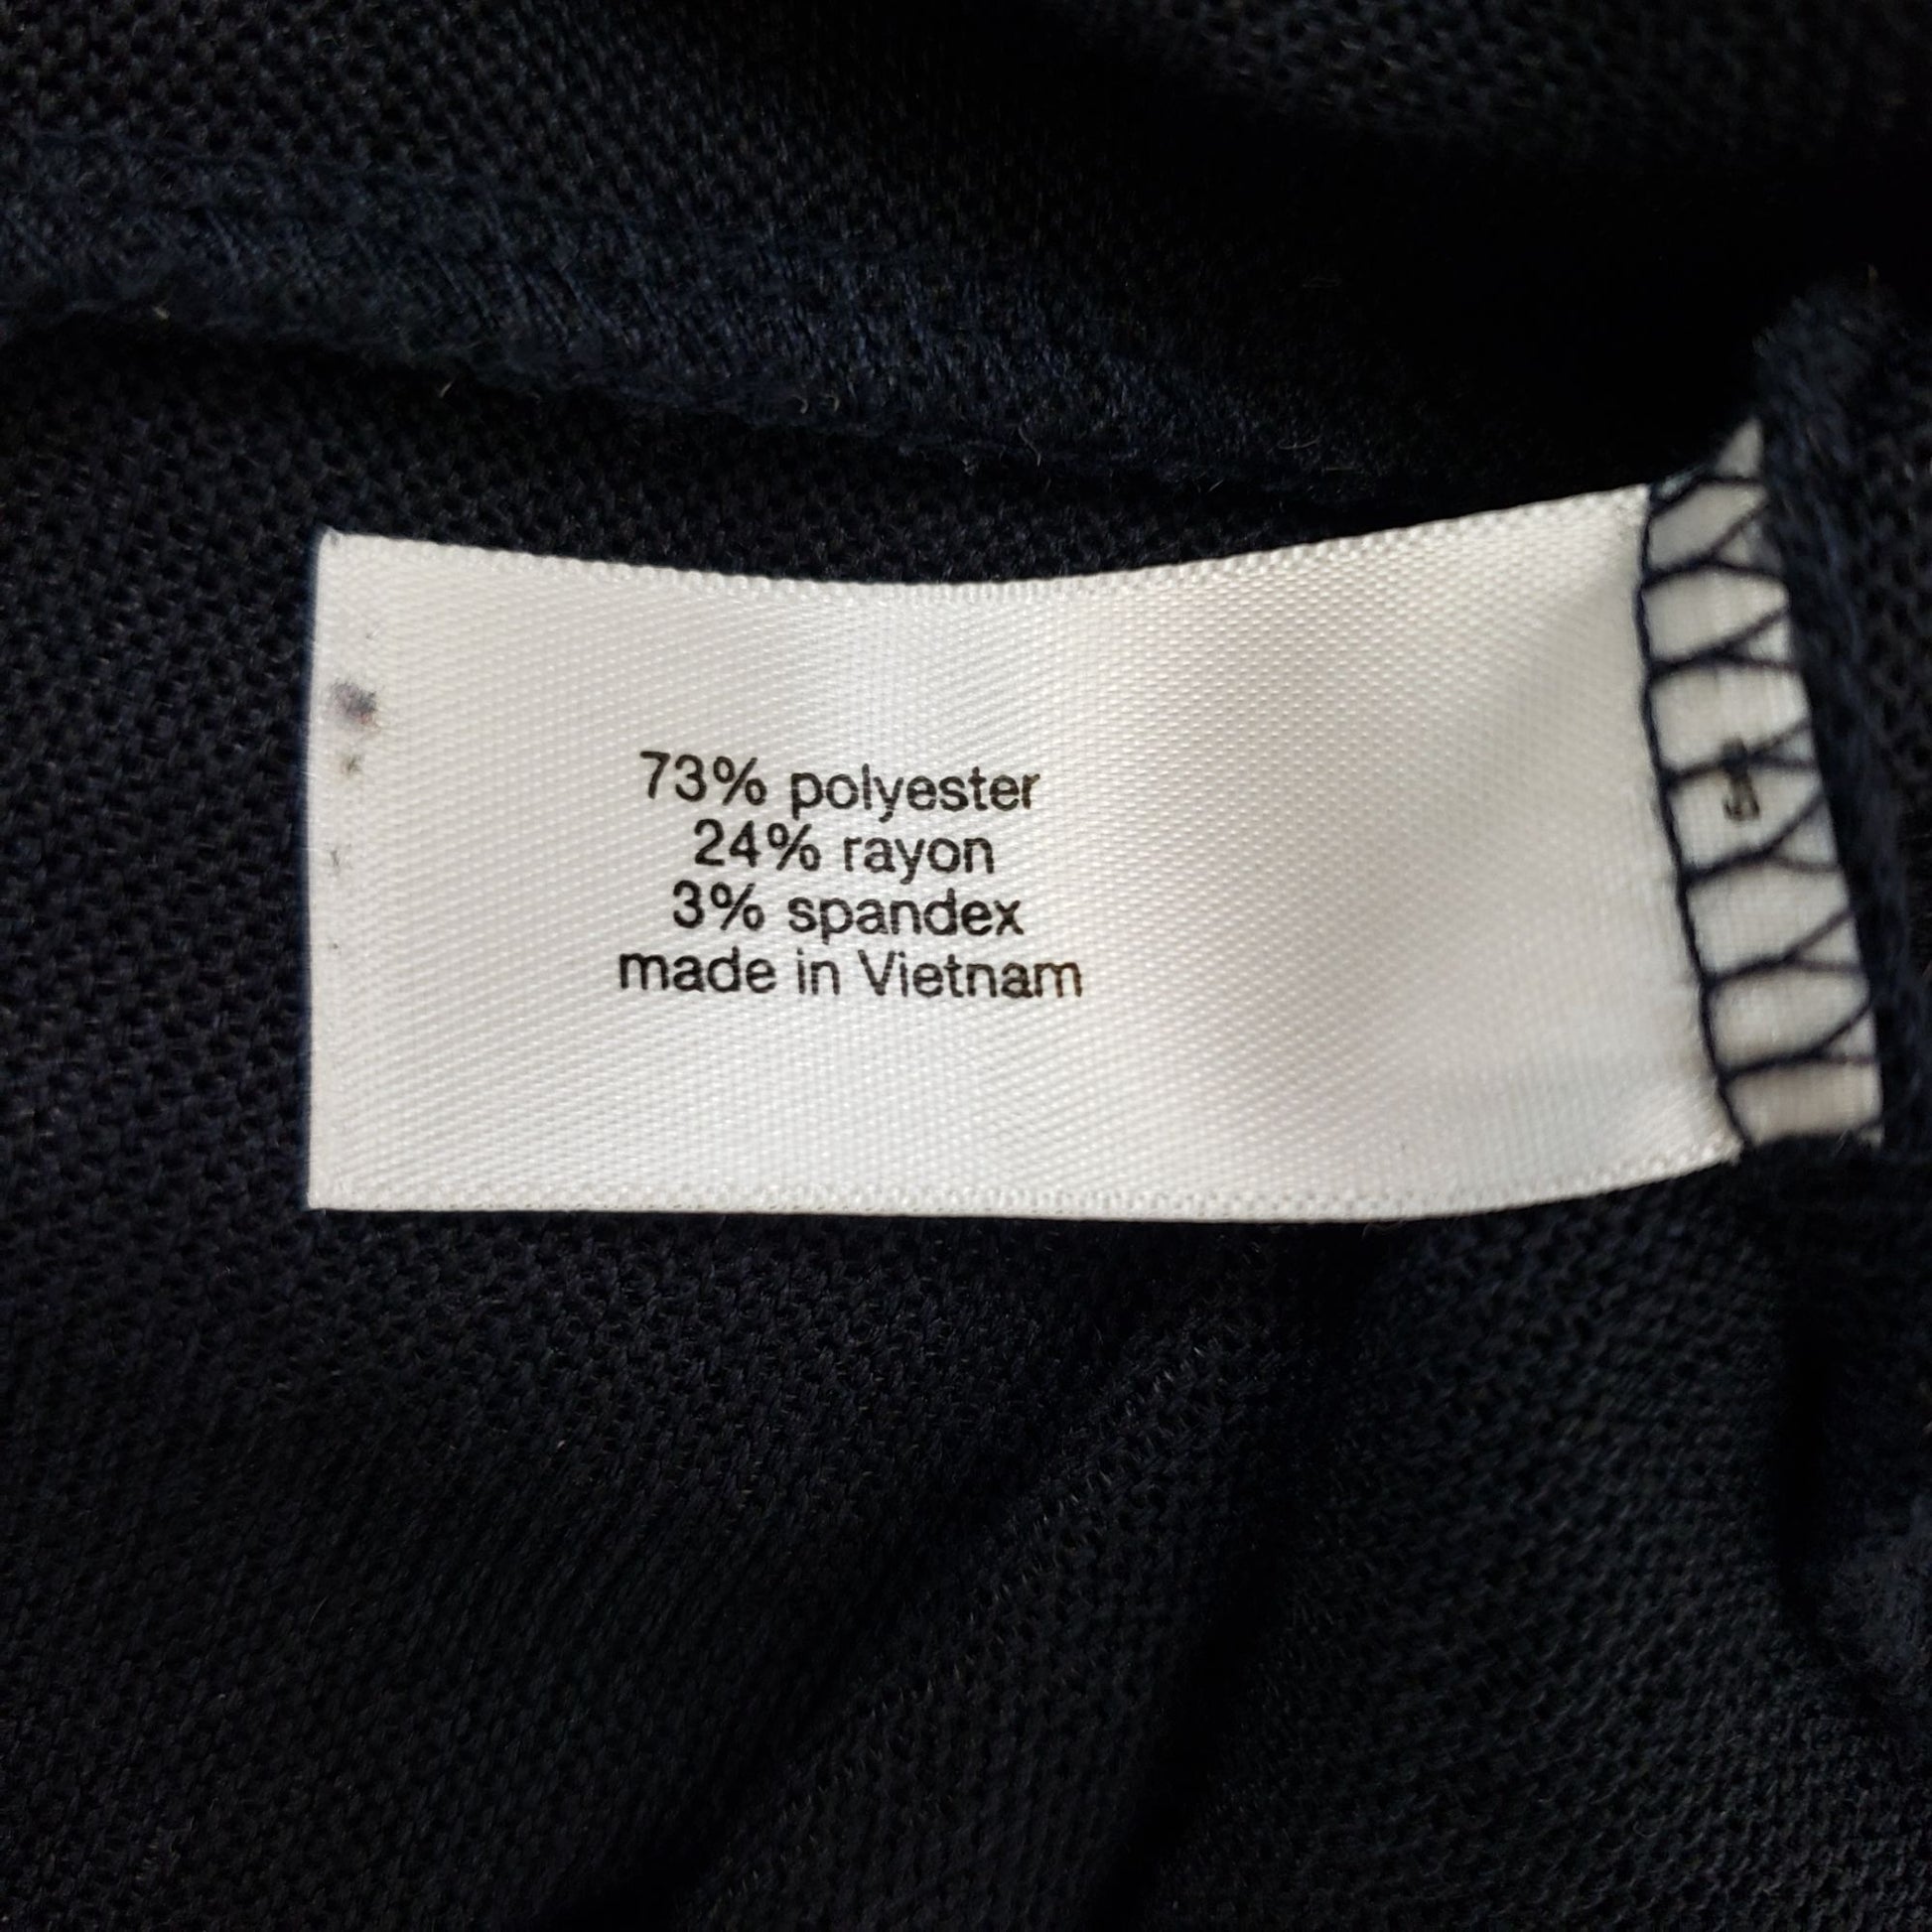 73% polyester
24% rayon
3% spandex
made in Vietnam